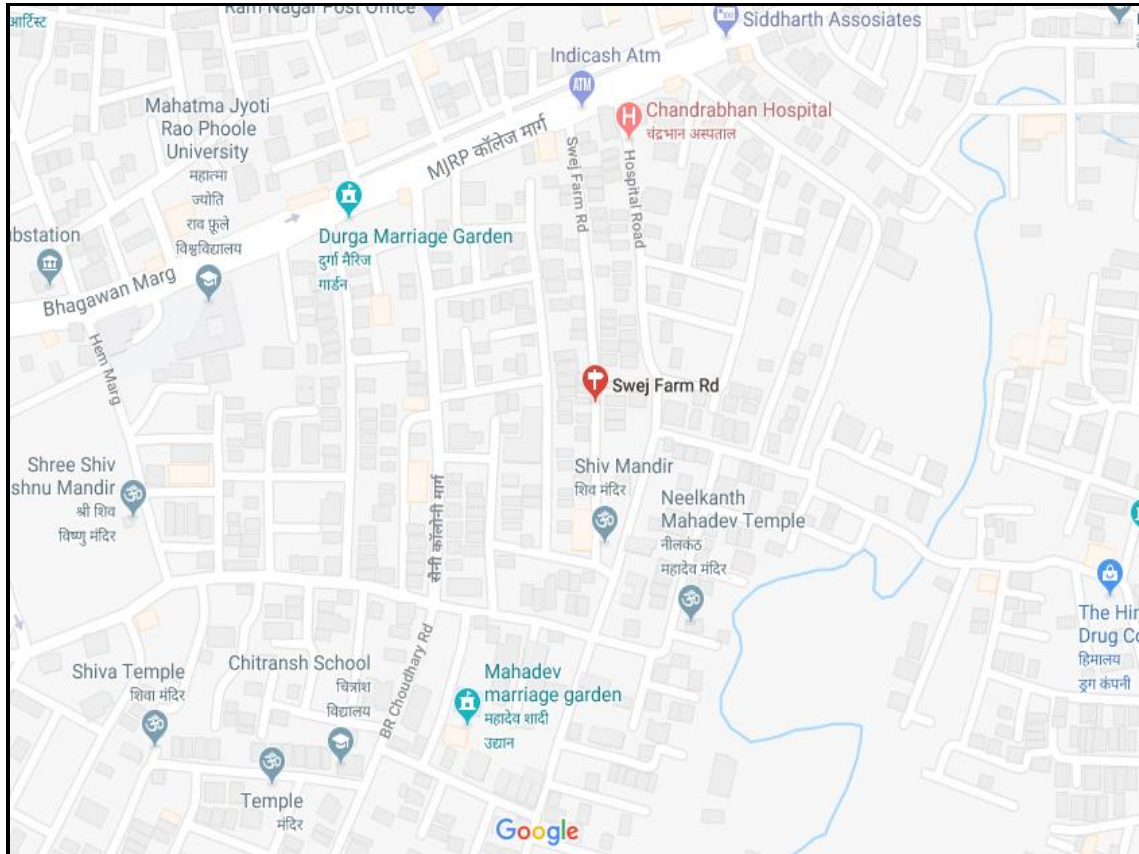 आर्टिस्ट
Ram Nagar Post Office
Siddharth Assosiates
Indicash Atm
ATM
Mahatma Jyoti
Rao Phoole
University
महात्मा
ज्योति
राव फूले
विश्वविद्यालय
H
Chandrabhan Hospital
चंद्रभान अस्पताल
MJRP कॉलेज मार्ग
Swej Farm Rd
Hospital Road
Durga Marriage Garden
दुर्गा मैरिज
गार्डन
ubstation
Bhagawan Marg
Hem Marg
Swej Farm Rd
Shree Shiv
shnu Mandir
श्री शिव
विष्णु मंदिर
सेनी कॉलोनी मार्ग
Shiv Mandir
शिव मंदिर
Neelkanth
Mahadev Temple
नीलकंठ
महादेव मंदिर
The Hi
Drug Co
हिमालय
ड्रग कंपनी
Shiva Temple
शिवा मंदिर
Chitransh School
चित्रांश
विद्यालय
BR Choudhary Rd
Mahadev
marriage garden
महादेव शादी
उद्यान
Temple
मंदिर
Google